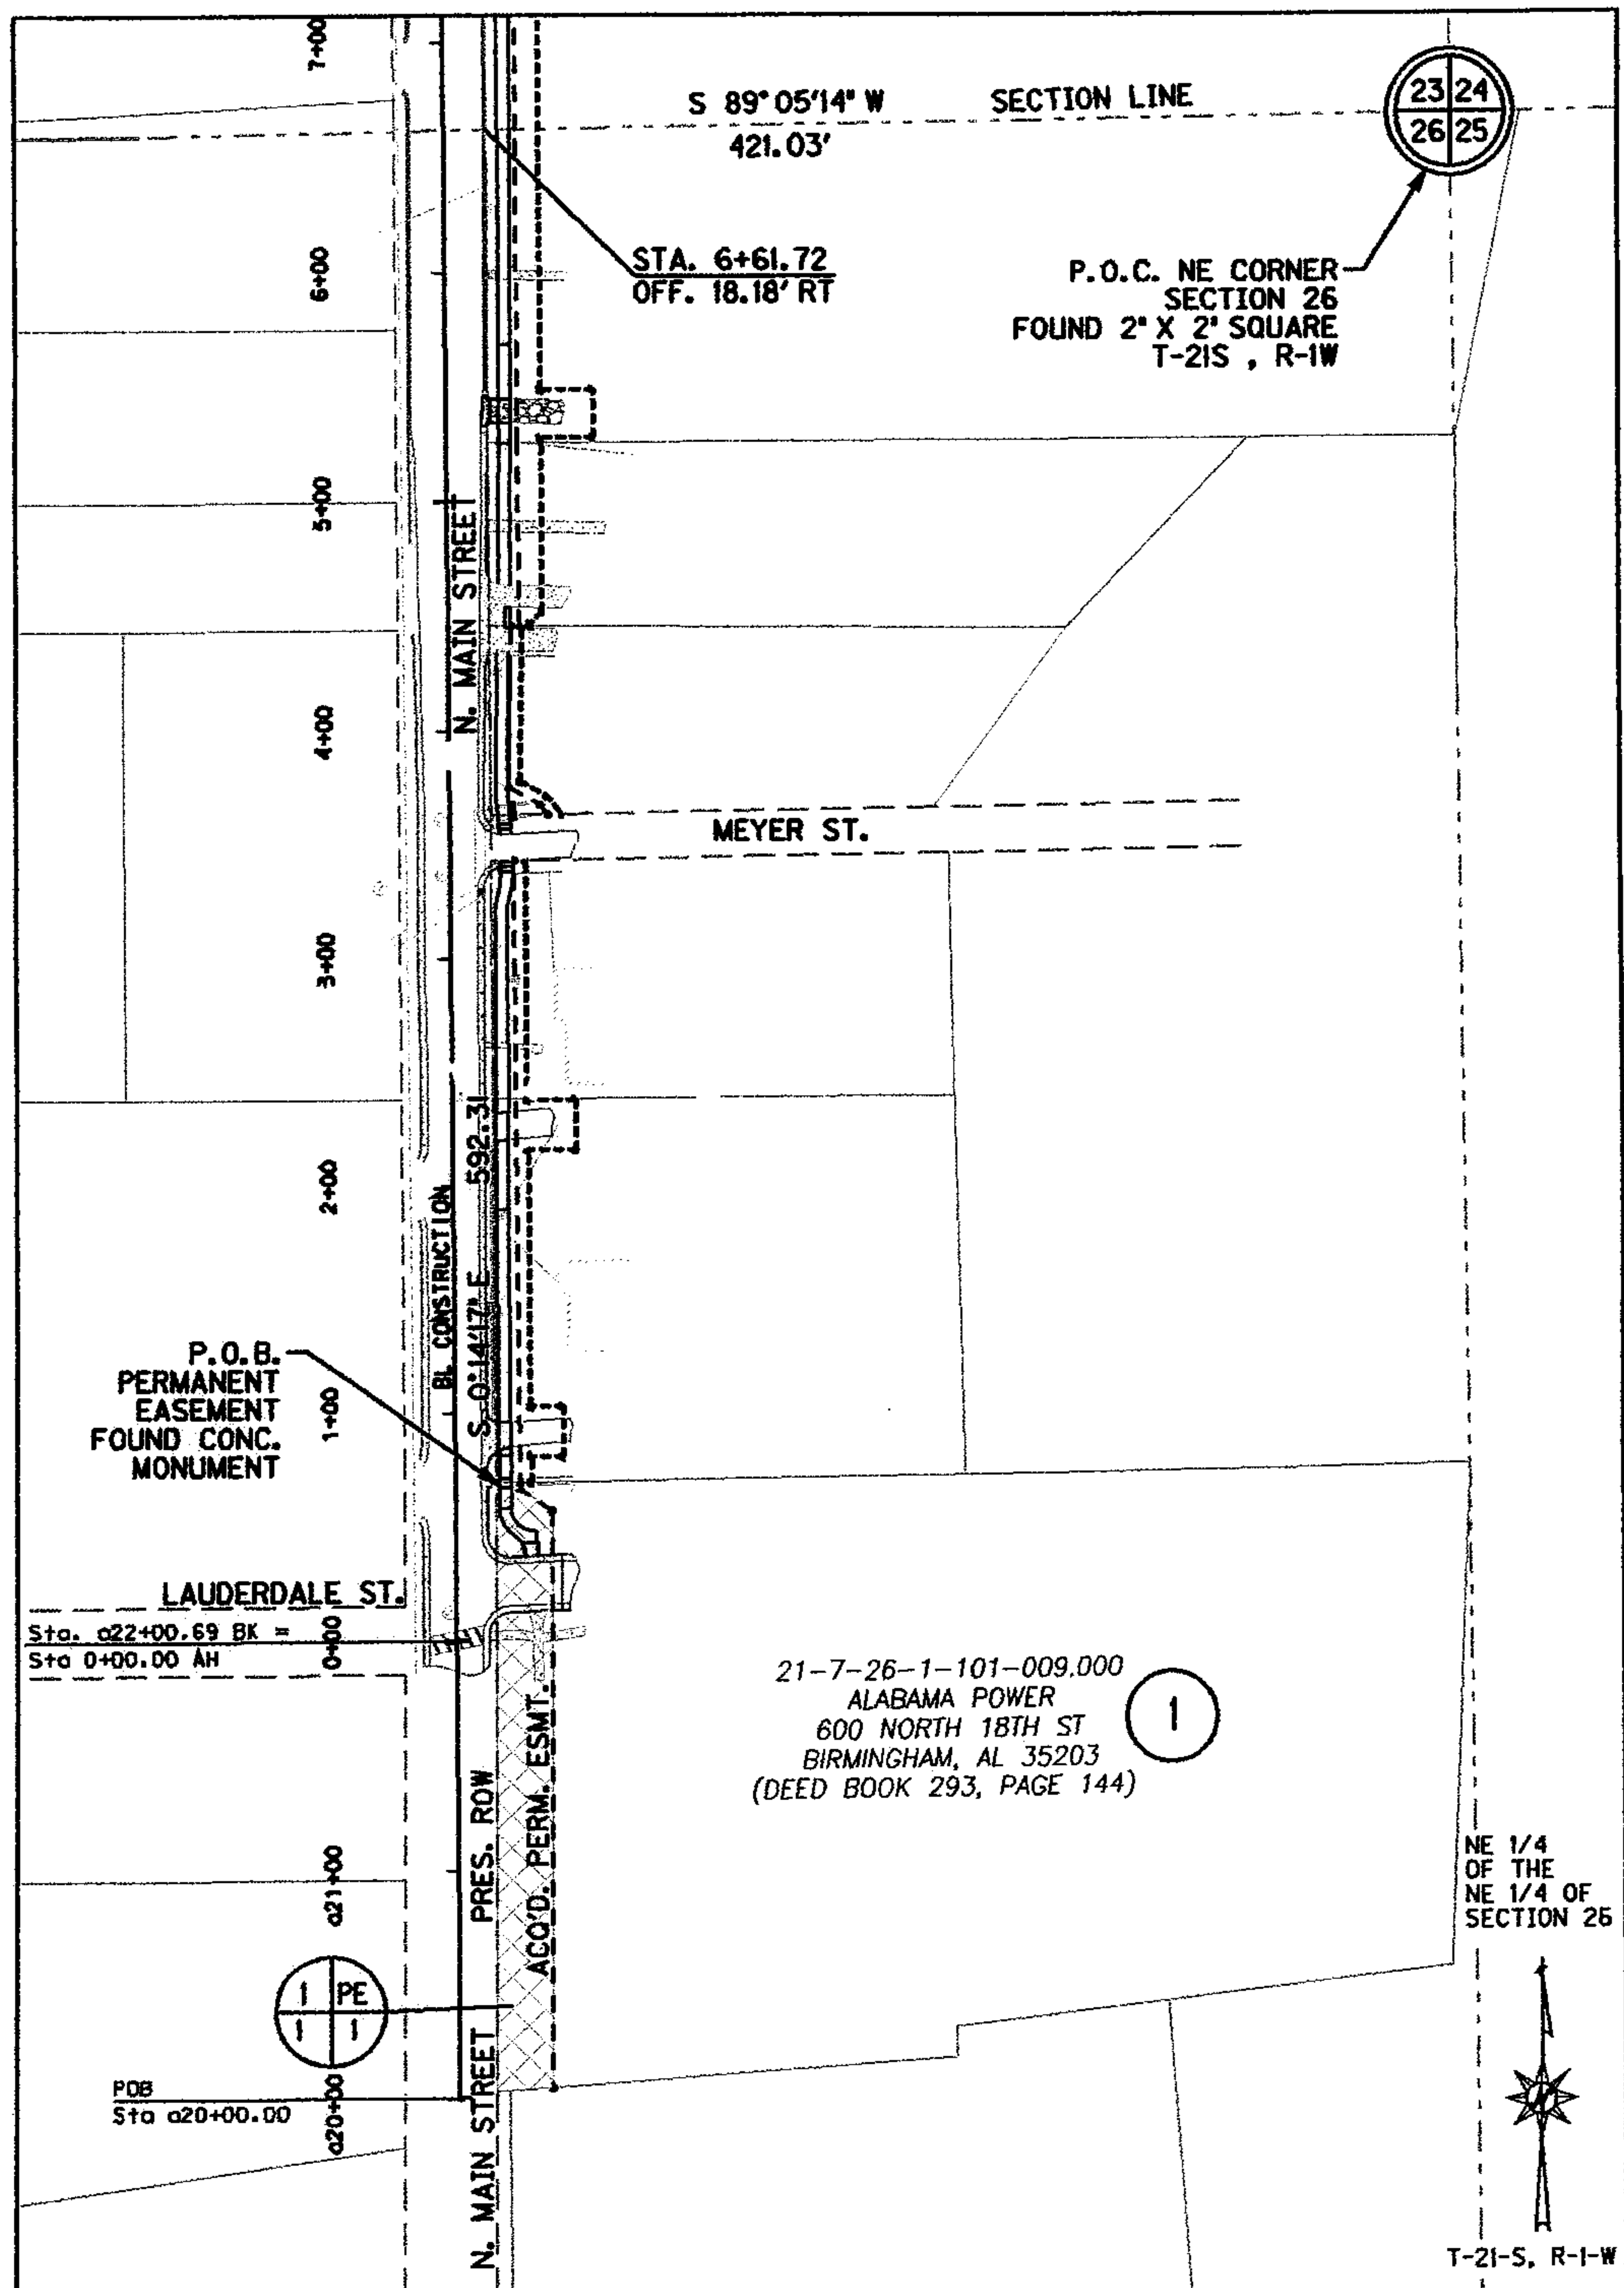 7+00
S 89°05'14" W
421.03'
SECTION LINE
23 24
26 25
STA. 6+61.72
OFF. 18.18' RT
P.O.C. NE CORNER
SECTION 26
FOUND 2" X 2" SQUARE
T-21S , R-1W
6+00
5+00
N. MAIN STREET
4+00
MEYER ST.
3+00
2+00
BL CONSTRUCTION
S 0°14'17" E 592.31
P.O.B.
PERMANENT
EASEMENT
FOUND CONC.
MONUMENT
1+00
LAUDERDALE ST.
Sta. a22+00.69 BK =
Sta 0+00.00 AH
0+00
21-7-26-1-101-009.000
ALABAMA POWER
600 NORTH 18TH ST
BIRMINGHAM, AL 35203
(DEED BOOK 293, PAGE 144)
1
PRES. ROW
ACQ'D. PERM. ESMT.
a21+00
NE 1/4
OF THE
NE 1/4 OF
SECTION 26
1 PE
1 1
POB
Sta a20+00.00
a20+00
N. MAIN STREET
T-21-S, R-1-W